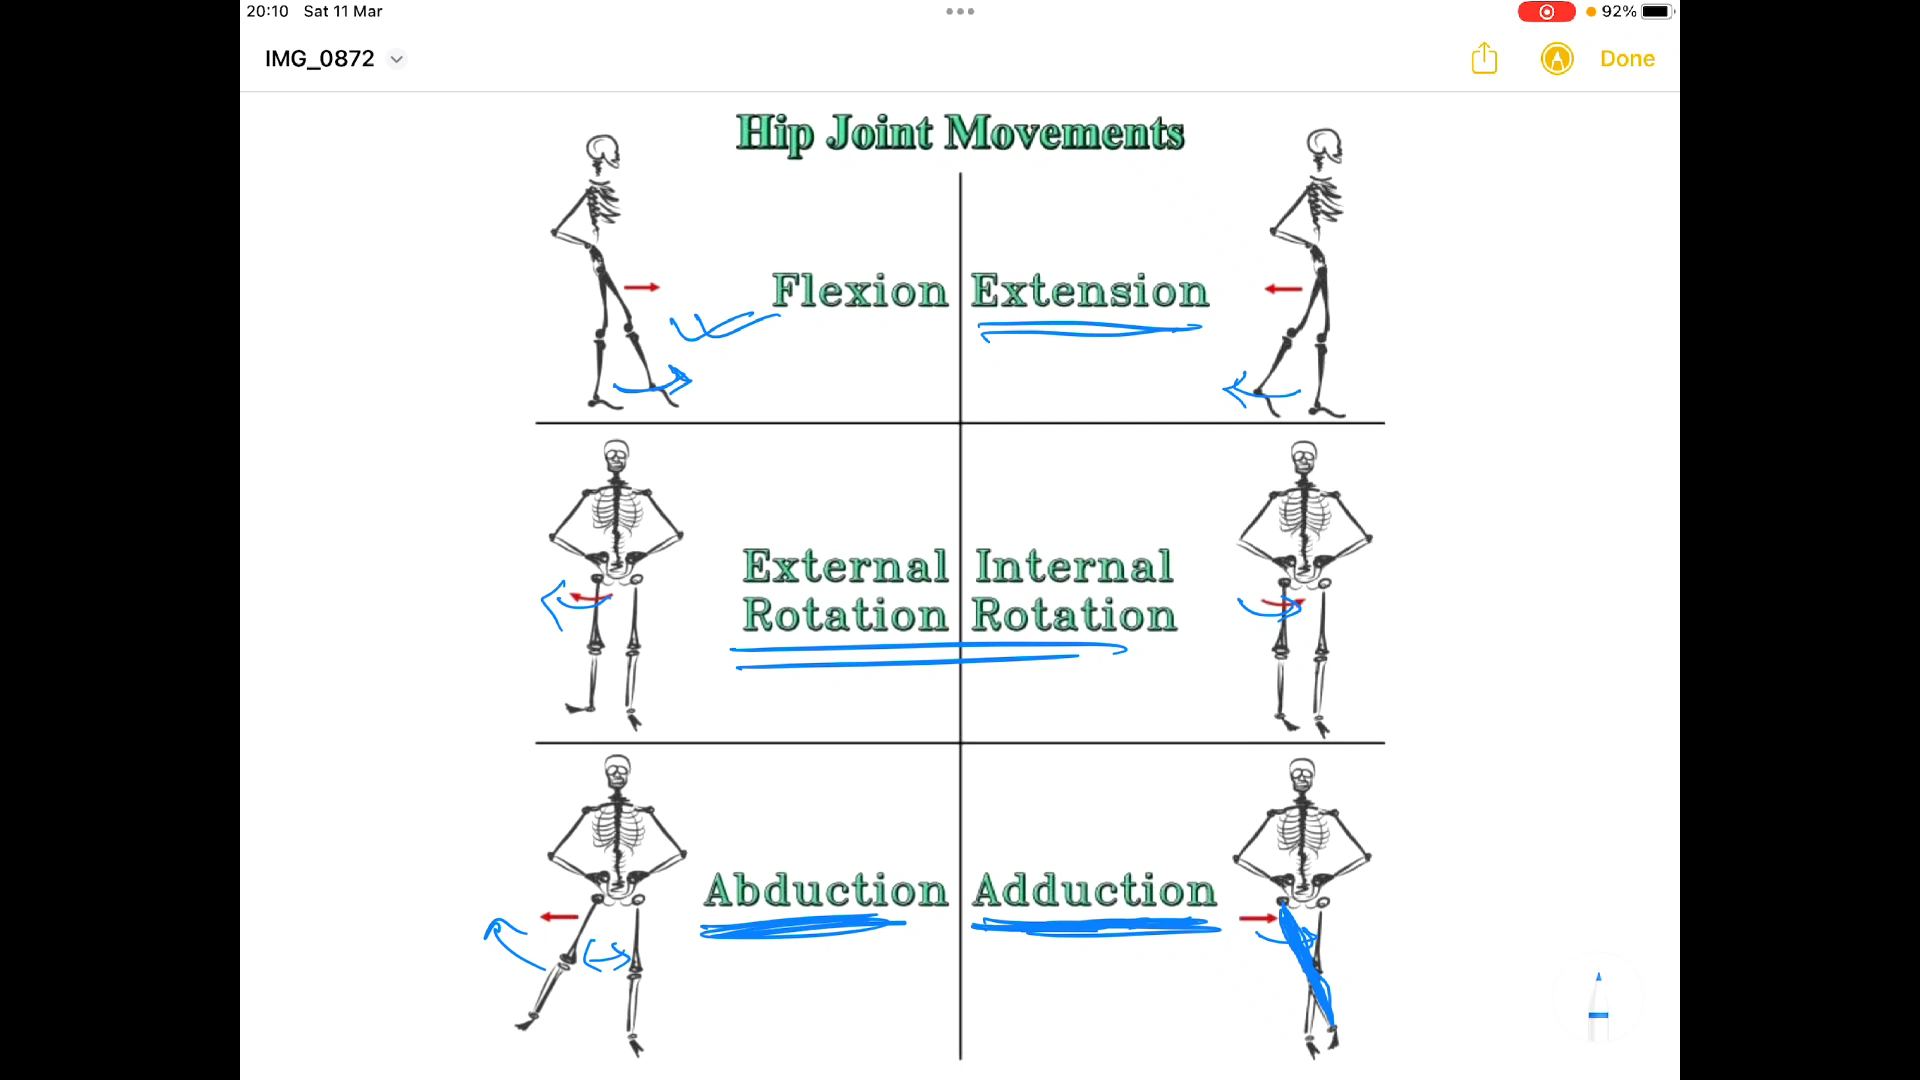 20:10 Sat 11 Mar
92%
IMG_0872
Done
Hip Joint Movements
Flexion
Extension
External
Rotation
Internal
Rotation
Abduction
Adduction